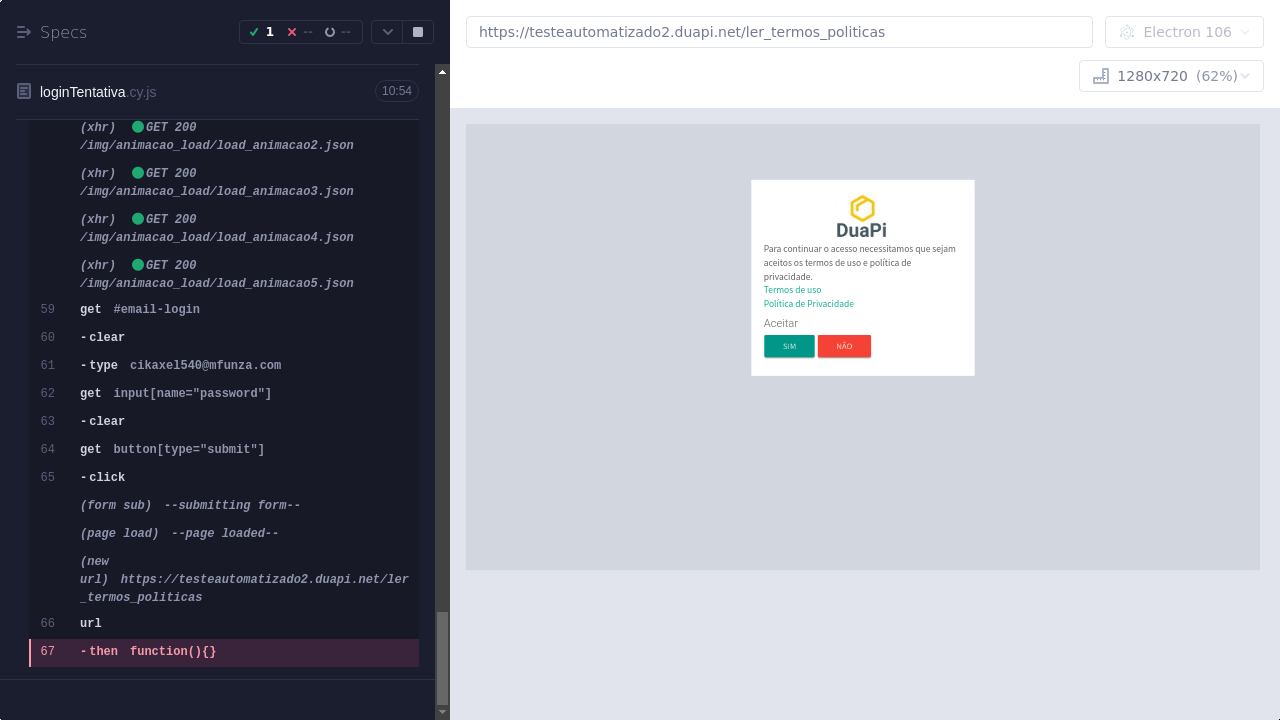 Specs
1
--
--
loginTentativa.cy.js
10:54
(xhr) GET 200
/img/animacao_load/load_animacao2.json
(xhr) GET 200
/img/animacao_load/load_animacao3.json
(xhr) GET 200
/img/animacao_load/load_animacao4.json
(xhr) GET 200
/img/animacao_load/load_animacao5.json
59 get #email-login
60 -clear
61 -type cikaxel540@mfunza.com
62 get input[name="password"]
63 -clear
64 get button[type="submit"]
65 -click
(form sub) --submitting form--
(page load) --page loaded--
(new
url) https://testeautomatizado2.duapi.net/ler
_termos_politicas
66 url
67 -then function(){}
https://testeautomatizado2.duapi.net/ler_termos_politicas
Electron 106
1280x720 (62%)
DuaPi
Para continuar o acesso necessitamos que sejam
aceitos os termos de uso e política de
privacidade.
Termos de uso
Política de Privacidade
Aceitar
SIM
NÃO